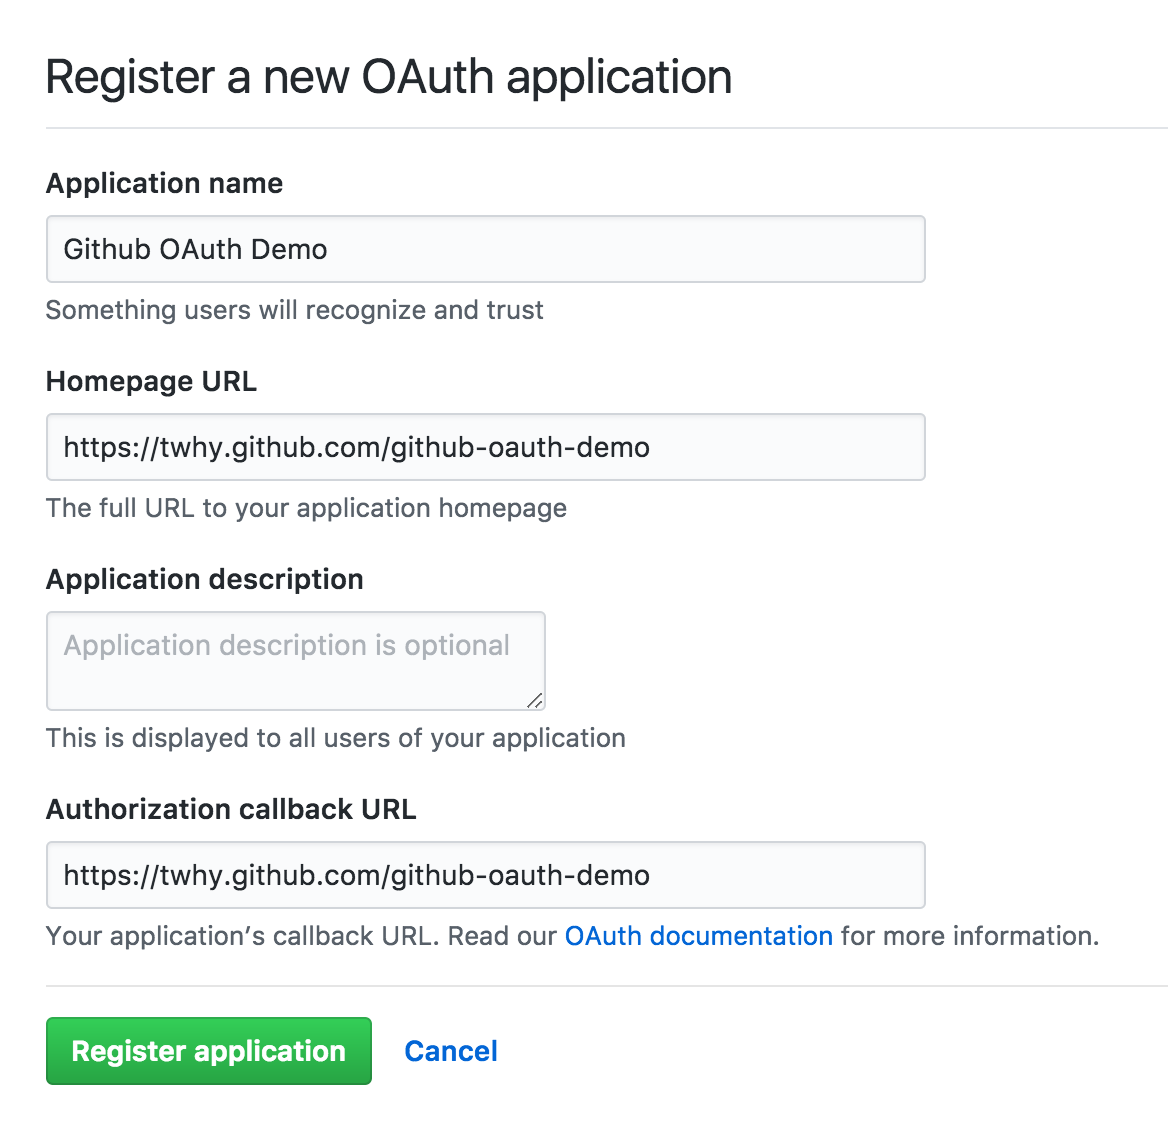 Register a new OAuth application
Application name
Github OAuth Demo
Something users will recognize and trust
Homepage URL
https://twhy.github.com/github-oauth-demo
The full URL to your application homepage
Application description
Application description is optional
This is displayed to all users of your application
Authorization callback URL
https://twhy.github.com/github-oauth-demo
Your application’s callback URL. Read our OAuth documentation for more information.
Register application Cancel